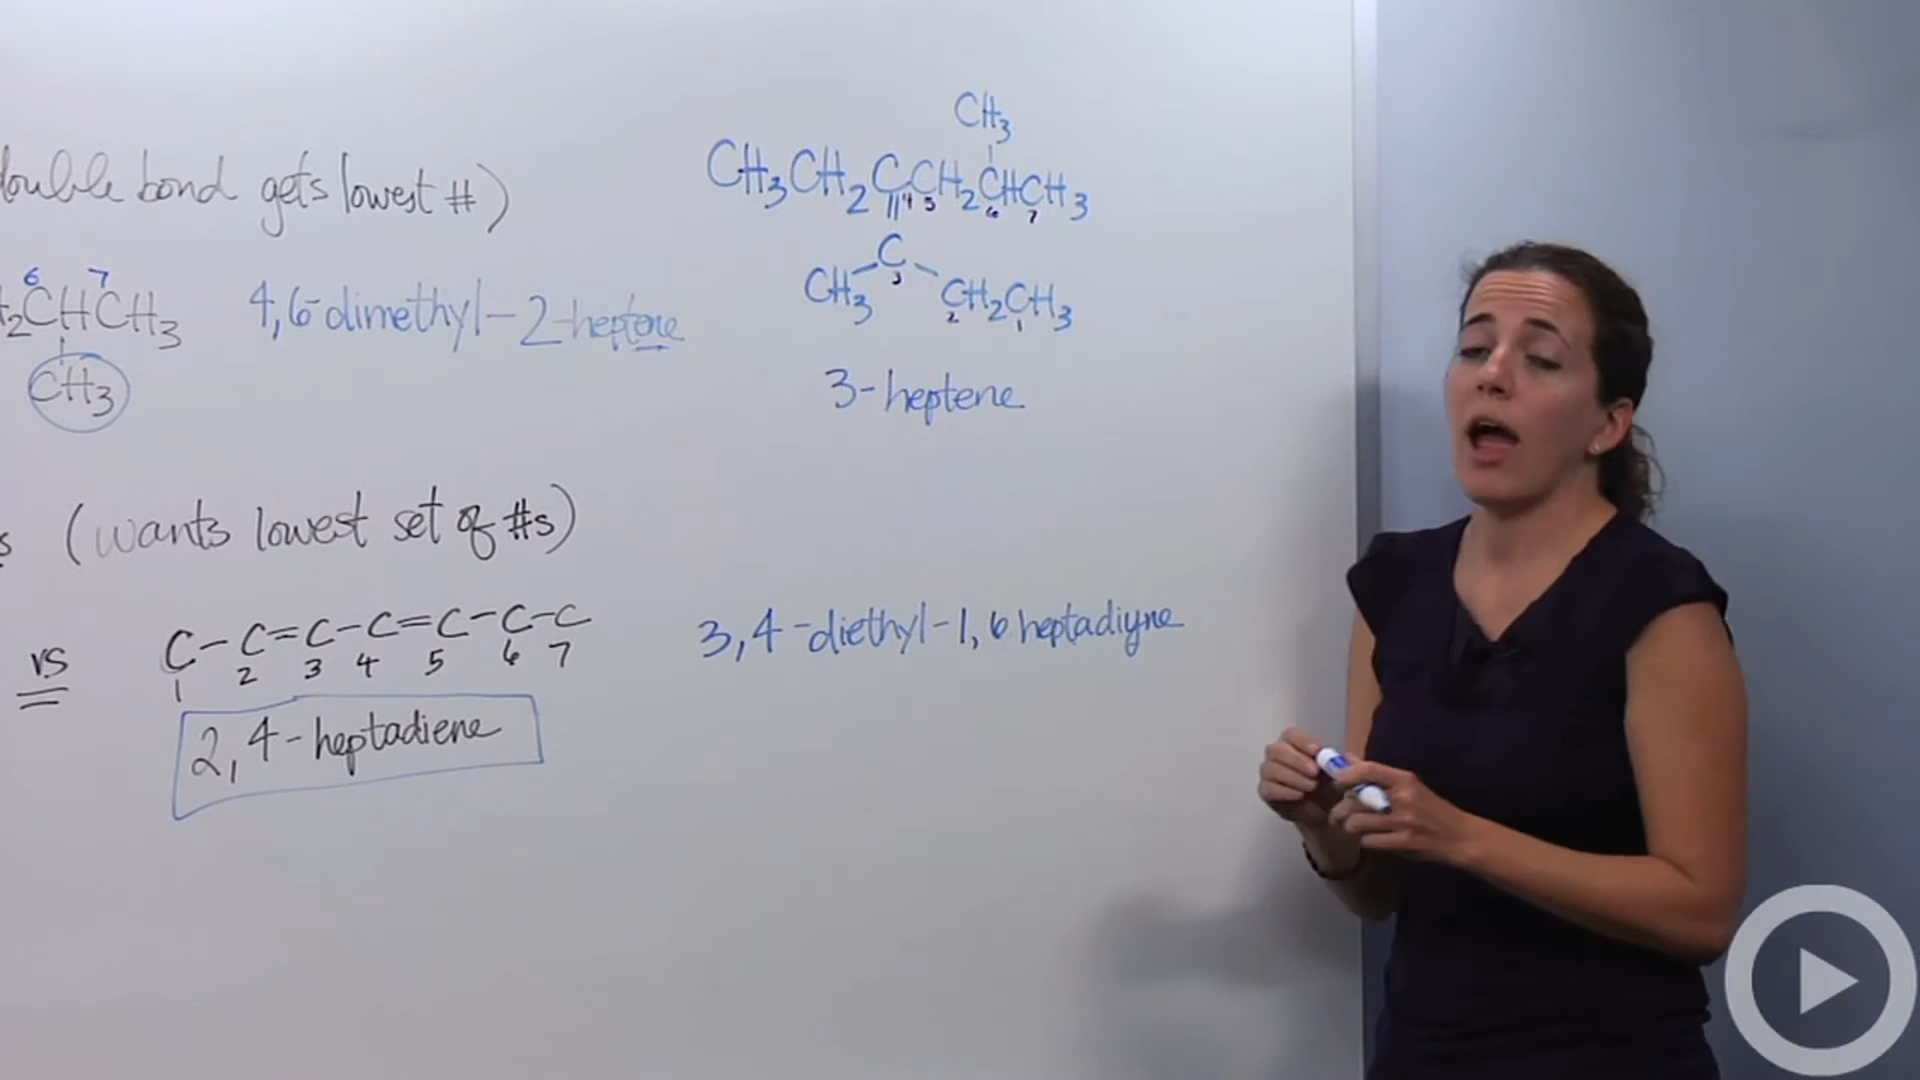 double bond gets lowest #)
6 7
H₂CHCH₃
CH₃
4,6-dimethyl-2-heptene
CH₃
CH₃CH₂CCH₂CHCH₃
4 5 6 7
C
3
CH₃ CH₂CH₃
2 1
3-heptene
s (wants lowest set of #s)
vs
C-C=C-C=C-C-C
1 2 3 4 5 6 7
2,4-heptadiene
3,4-diethyl-1,6 heptadiyne